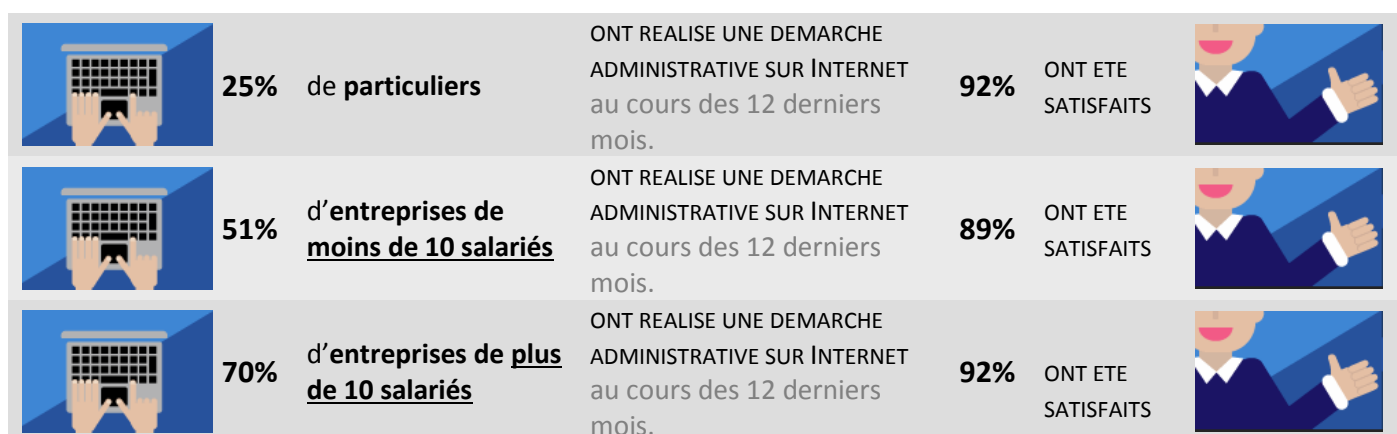 25% de particuliers ONT REALISE UNE DEMARCHE ADMINISTRATIVE SUR INTERNET au cours des 12 derniers mois. 92% ONT ETE SATISFAITS
51% d’entreprises de moins de 10 salariés ONT REALISE UNE DEMARCHE ADMINISTRATIVE SUR INTERNET au cours des 12 derniers mois. 89% ONT ETE SATISFAITS
70% d’entreprises de plus de 10 salariés ONT REALISE UNE DEMARCHE ADMINISTRATIVE SUR INTERNET au cours des 12 derniers mois. 92% ONT ETE SATISFAITS